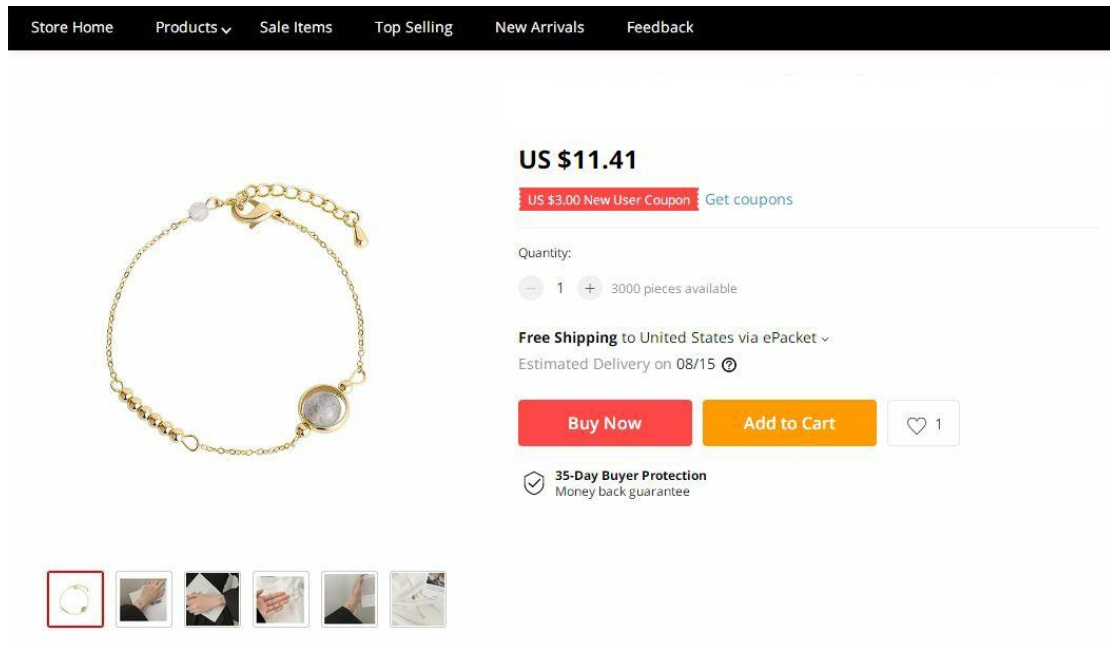 Store Home Products Sale Items Top Selling New Arrivals Feedback
US $11.41
US $3.00 New User Coupon Get coupons
Quantity:
− 1 + 3000 pieces available
Free Shipping to United States via ePacket
Estimated Delivery on 08/15 ?
Buy Now Add to Cart 1
35-Day Buyer Protection
Money back guarantee